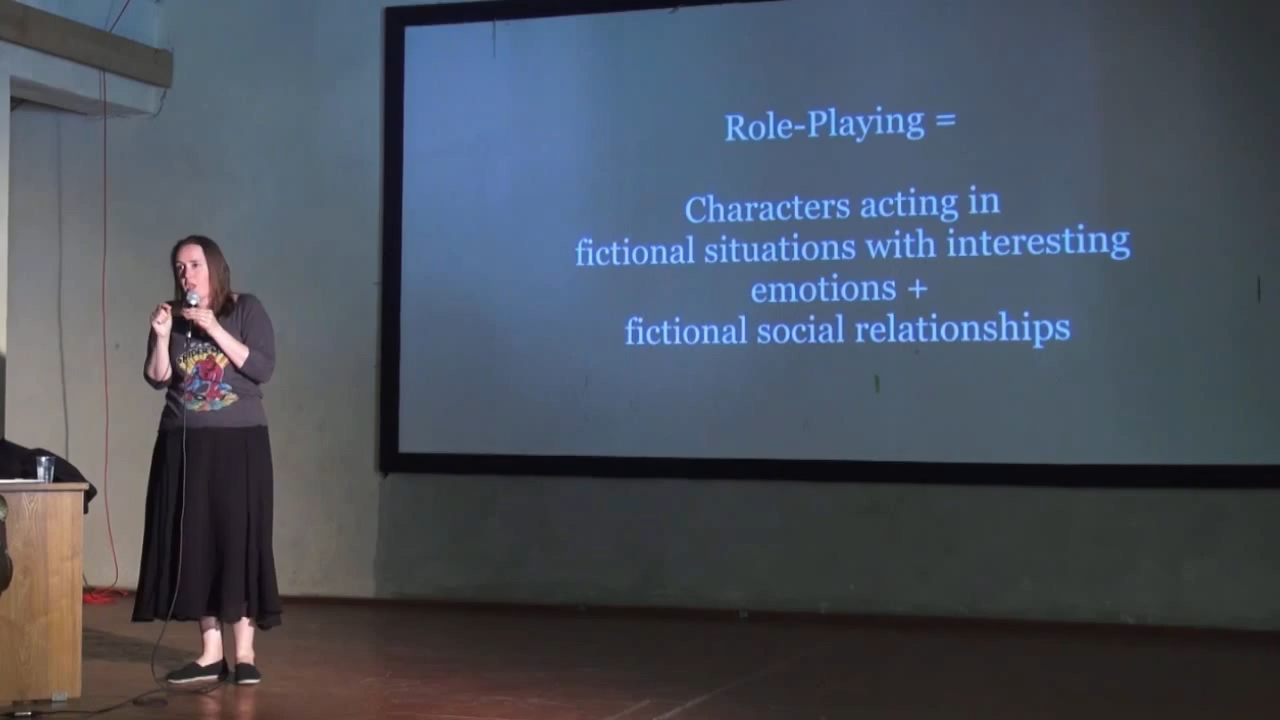 Role-Playing =
Characters acting in
fictional situations with interesting
emotions +
fictional social relationships